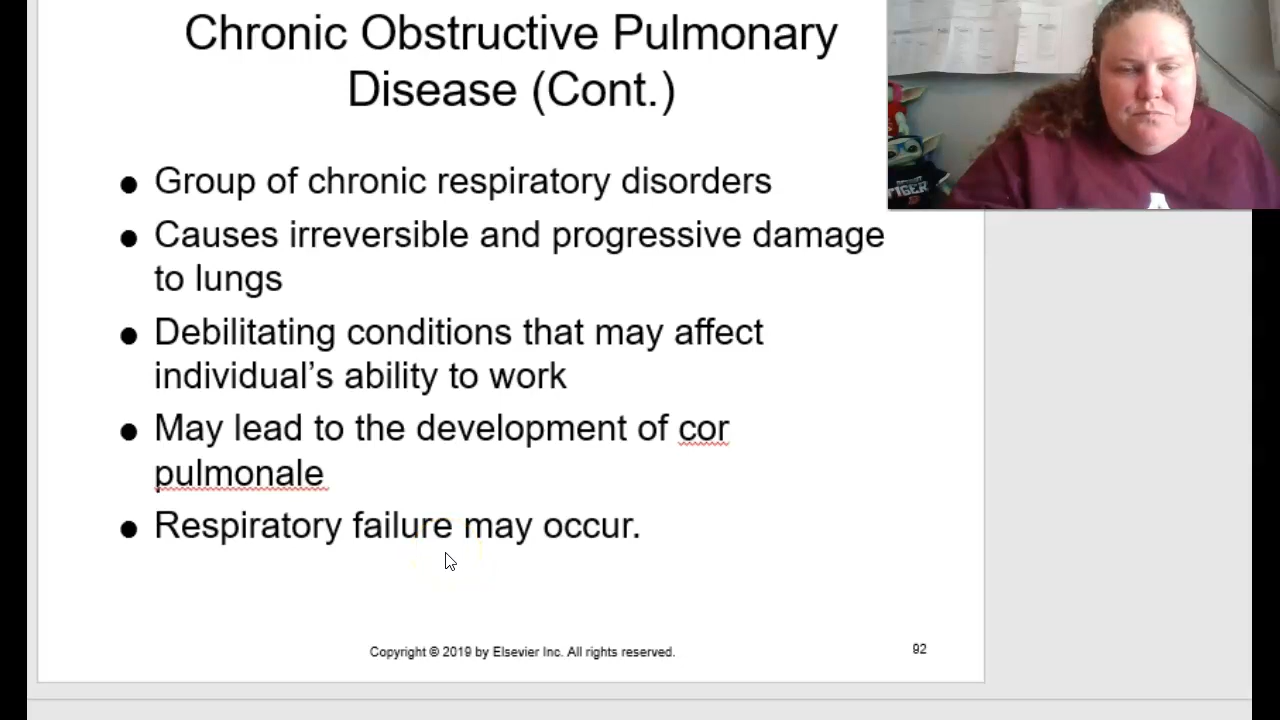 Chronic Obstructive Pulmonary
Disease (Cont.)
● Group of chronic respiratory disorders
● Causes irreversible and progressive damage
to lungs
● Debilitating conditions that may affect
individual’s ability to work
● May lead to the development of cor
pulmonale
● Respiratory failure may occur.
Copyright © 2019 by Elsevier Inc. All rights reserved.
92
TIGER
A